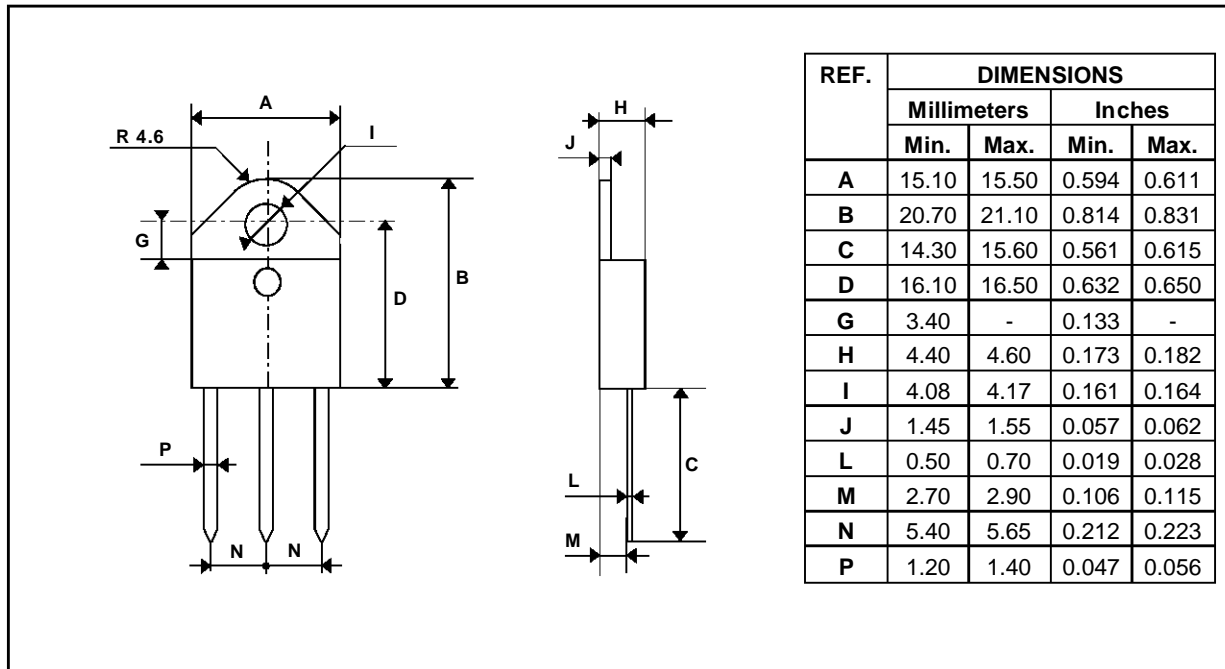 A
R 4.6
I
G
D
B
P
N N
H
J
C
L
M
REF. DIMENSIONS
Millimeters Inches
Min. Max. Min. Max.
A 15.10 15.50 0.594 0.611
B 20.70 21.10 0.814 0.831
C 14.30 15.60 0.561 0.615
D 16.10 16.50 0.632 0.650
G 3.40 - 0.133 -
H 4.40 4.60 0.173 0.182
I 4.08 4.17 0.161 0.164
J 1.45 1.55 0.057 0.062
L 0.50 0.70 0.019 0.028
M 2.70 2.90 0.106 0.115
N 5.40 5.65 0.212 0.223
P 1.20 1.40 0.047 0.056